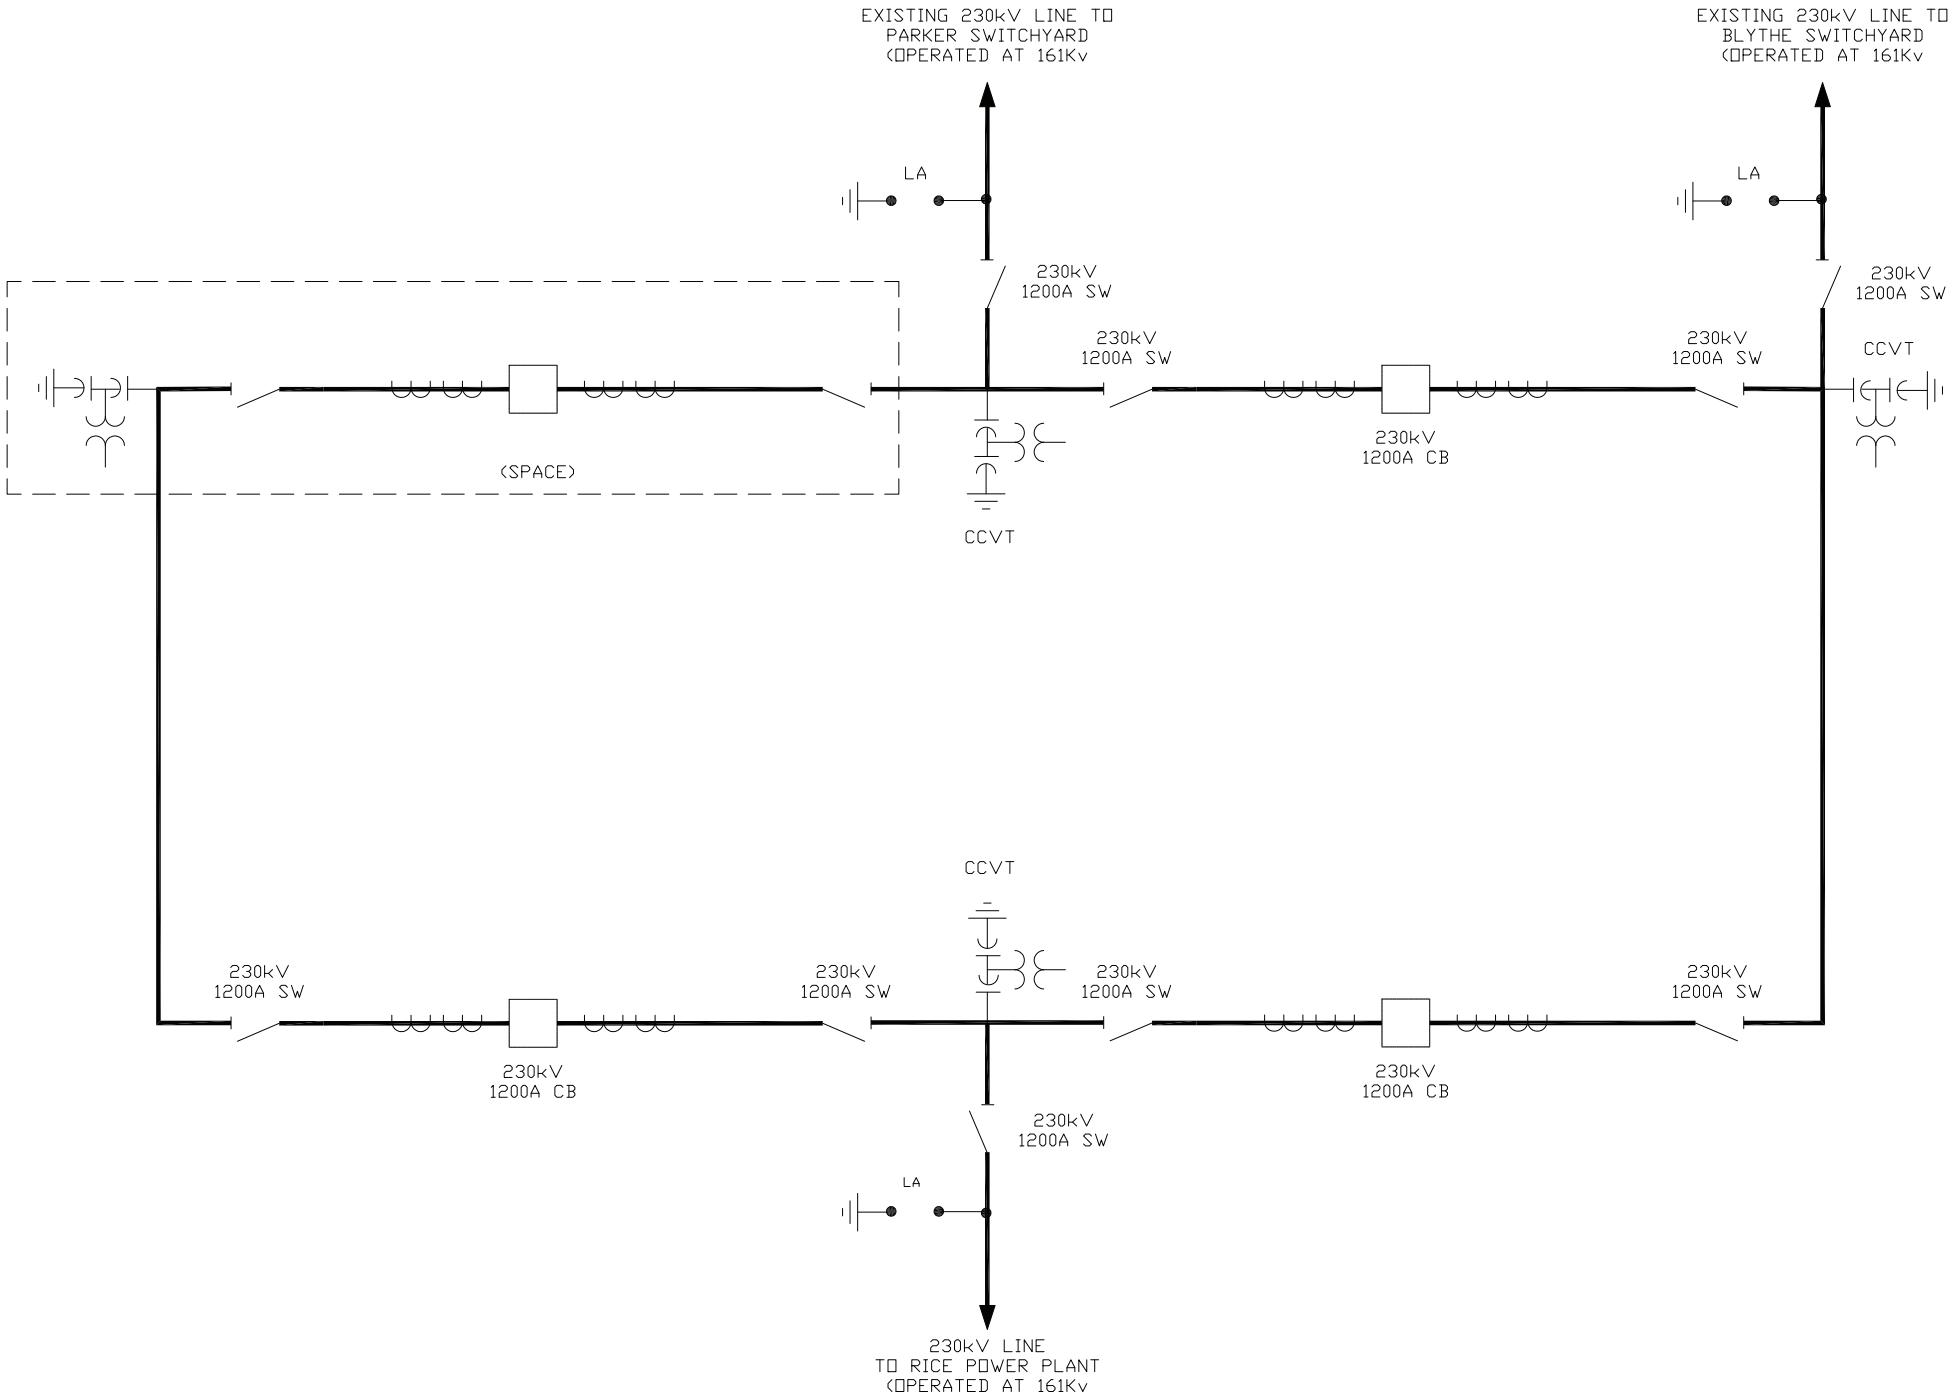 EXISTING 230kV LINE TO
PARKER SWITCHYARD
(OPERATED AT 161Kv
EXISTING 230kV LINE TO
BLYTHE SWITCHYARD
(OPERATED AT 161Kv
LA
LA
230kV
1200A SW
230kV
1200A SW
230kV
1200A SW
230kV
1200A SW
CCVT
230kV
1200A CB
(SPACE)
CCVT
CCVT
230kV
1200A SW
230kV
1200A SW
230kV
1200A SW
230kV
1200A SW
230kV
1200A CB
230kV
1200A CB
230kV
1200A SW
LA
230kV LINE
TO RICE POWER PLANT
(OPERATED AT 161Kv